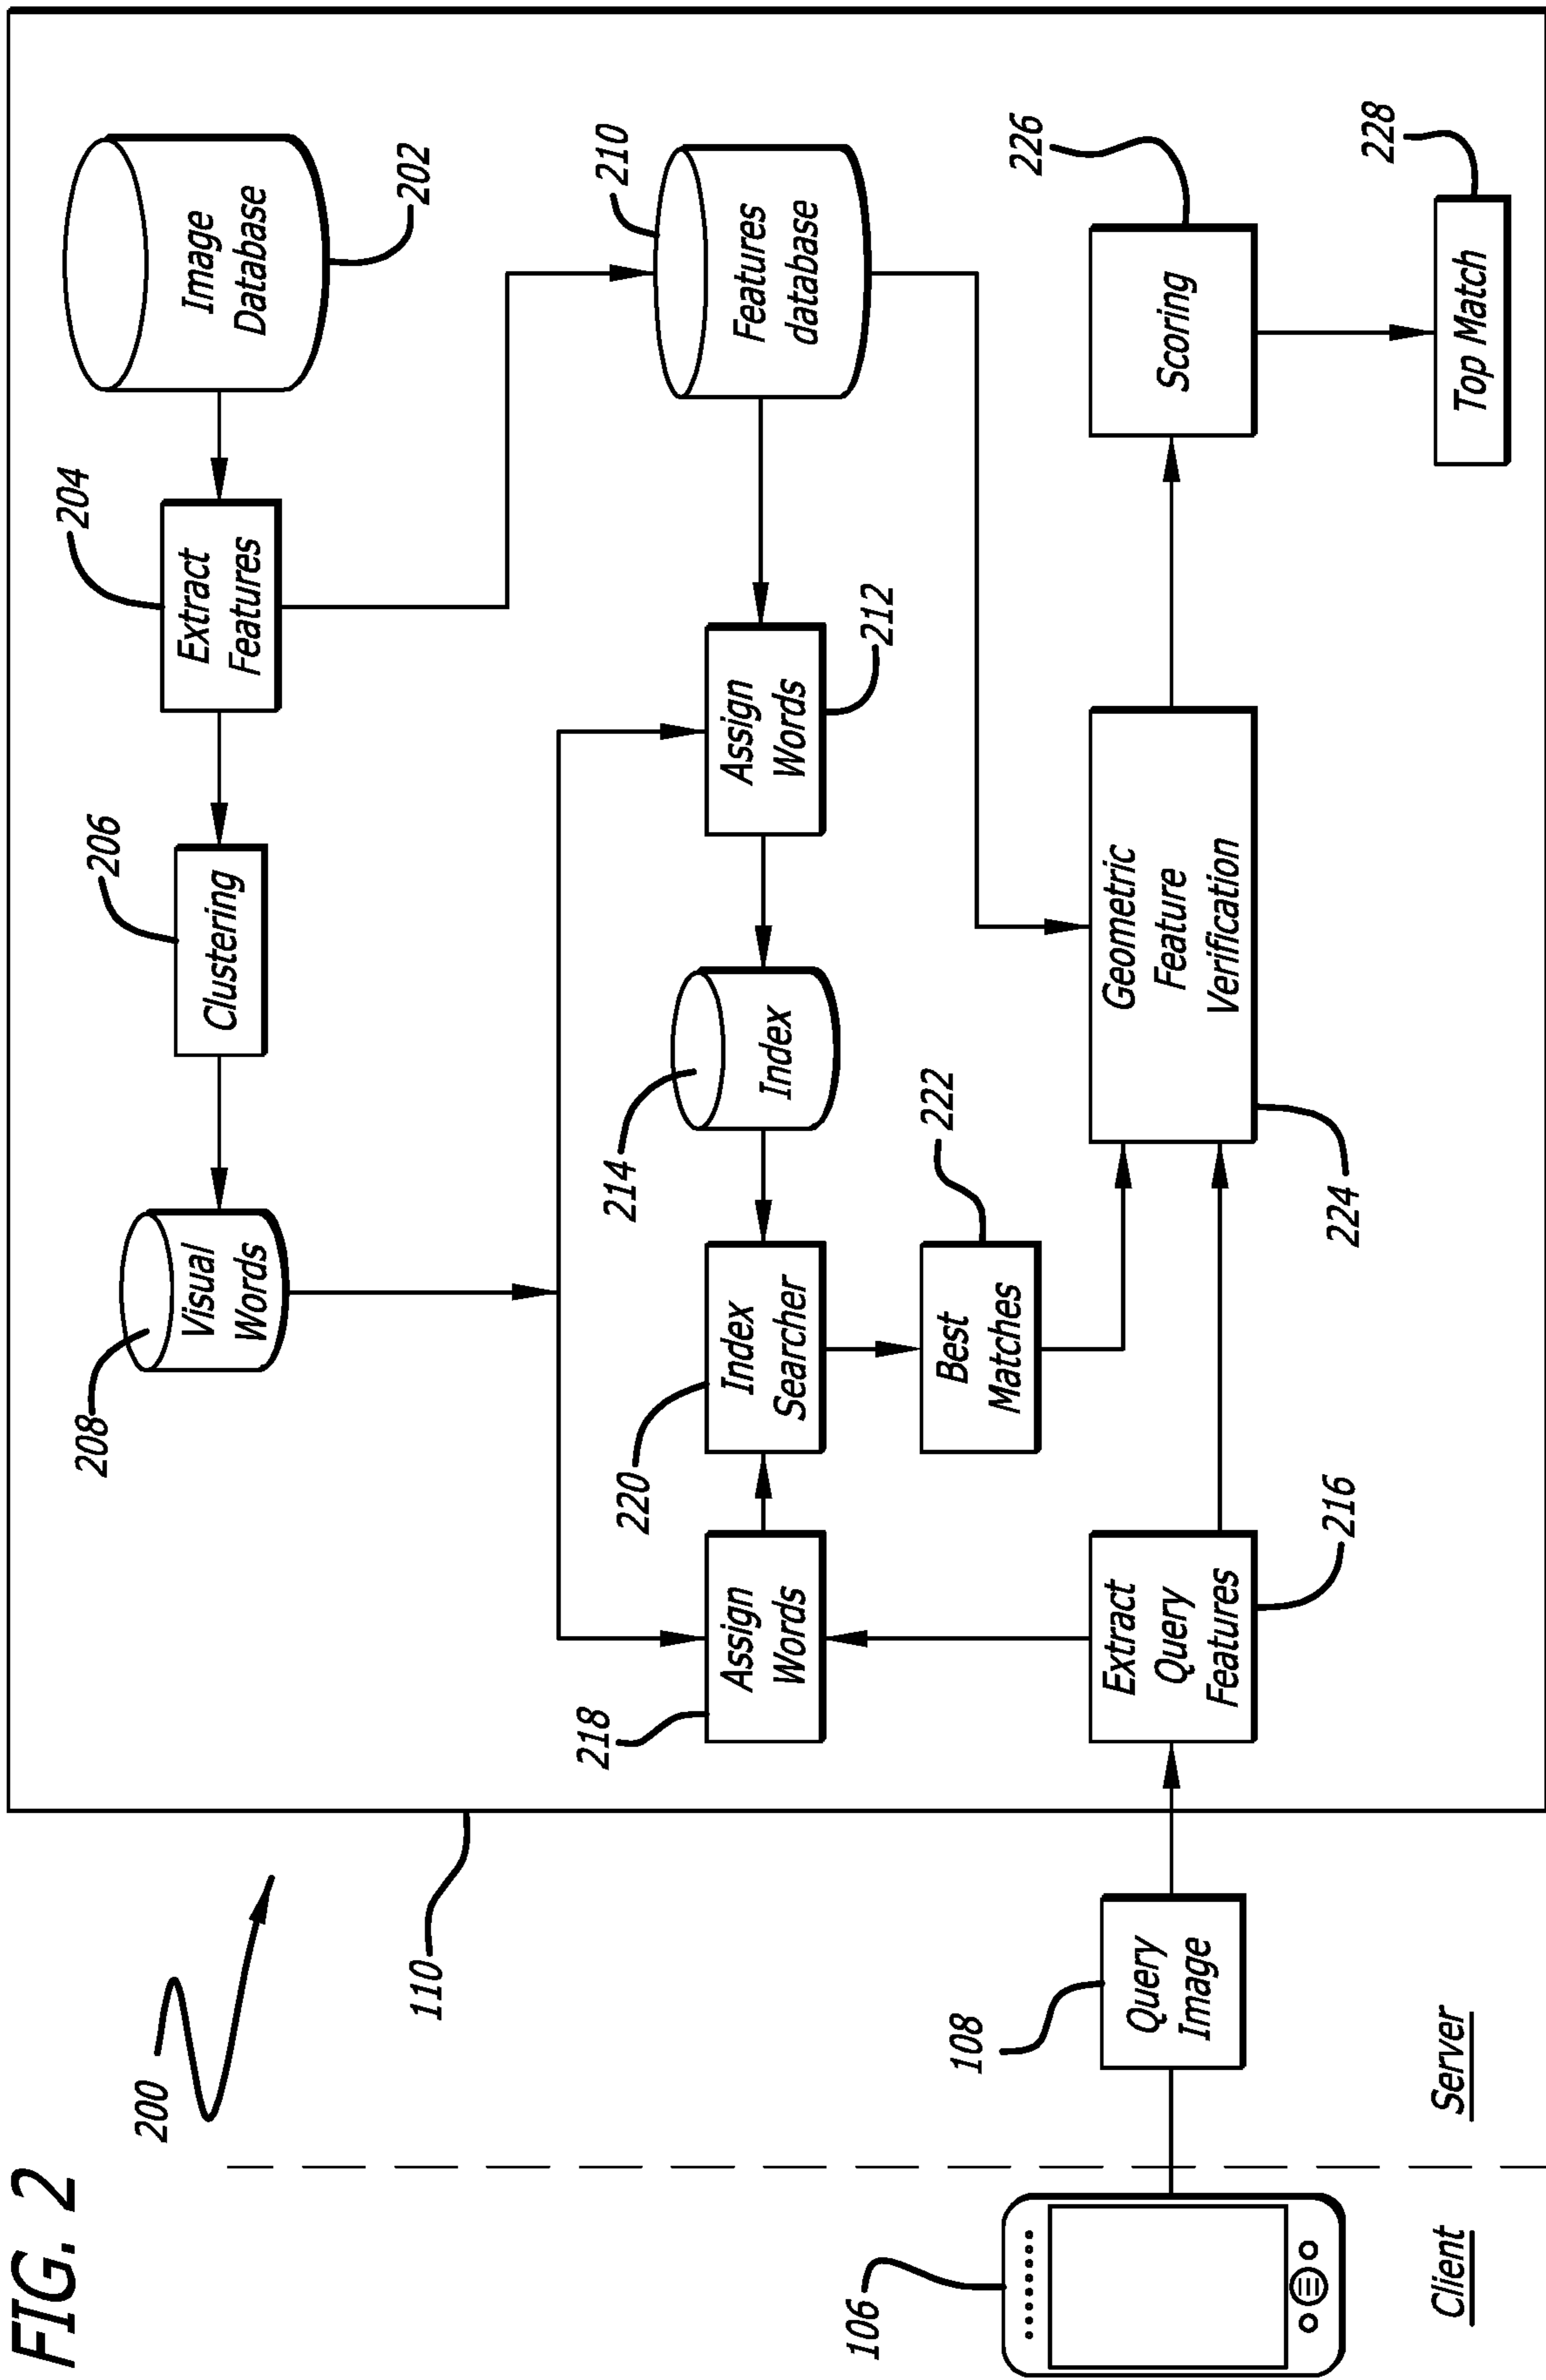 FIG. 2
200
110
208
Visual
Words
206
Clustering
204
Extract
Features
Image
Database
202
218
Assign
Words
220
Index
Searcher
214
Index
Assign
Words
212
210
Features
database
Best
Matches
222
106
108
Query
Image
Extract
Query
Features
216
Geometric
Feature
Verification
224
Scoring
226
Top Match
228
Client
Server